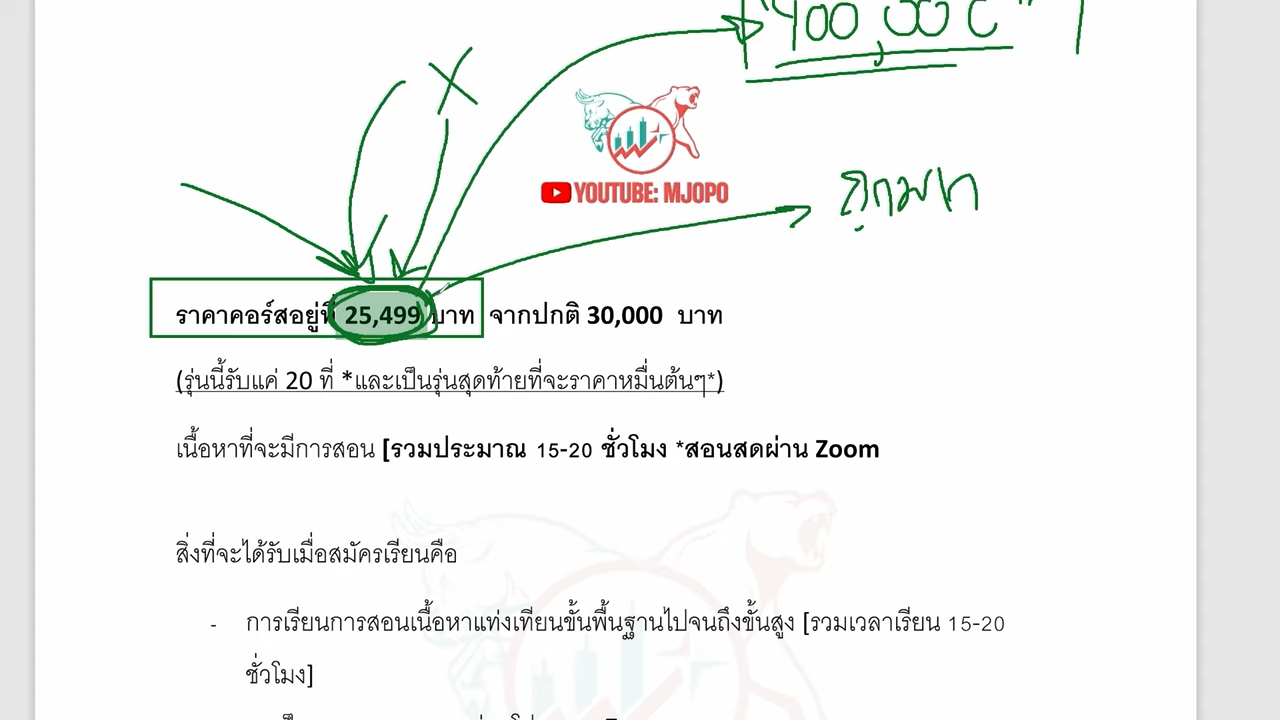 400,000
YOUTUBE: MJOPO
ถูกมาก
ราคาคอร์สอยู่ที่ 25,499 บาท จากปกติ 30,000 บาท
(รุ่นนี้รับแค่ 20 ที่ *และเป็นรุ่นสุดท้ายที่จะราคาหมื่นต้นๆ*)
เนื้อหาที่จะมีการสอน [รวมประมาณ 15-20 ชั่วโมง *สอนสดผ่าน Zoom
สิ่งที่จะได้รับเมื่อสมัครเรียนคือ
- การเรียนการสอนเนื้อหาแท่งเทียนขั้นพื้นฐานไปจนถึงขั้นสูง [รวมเวลาเรียน 15-20
ชั่วโมง]